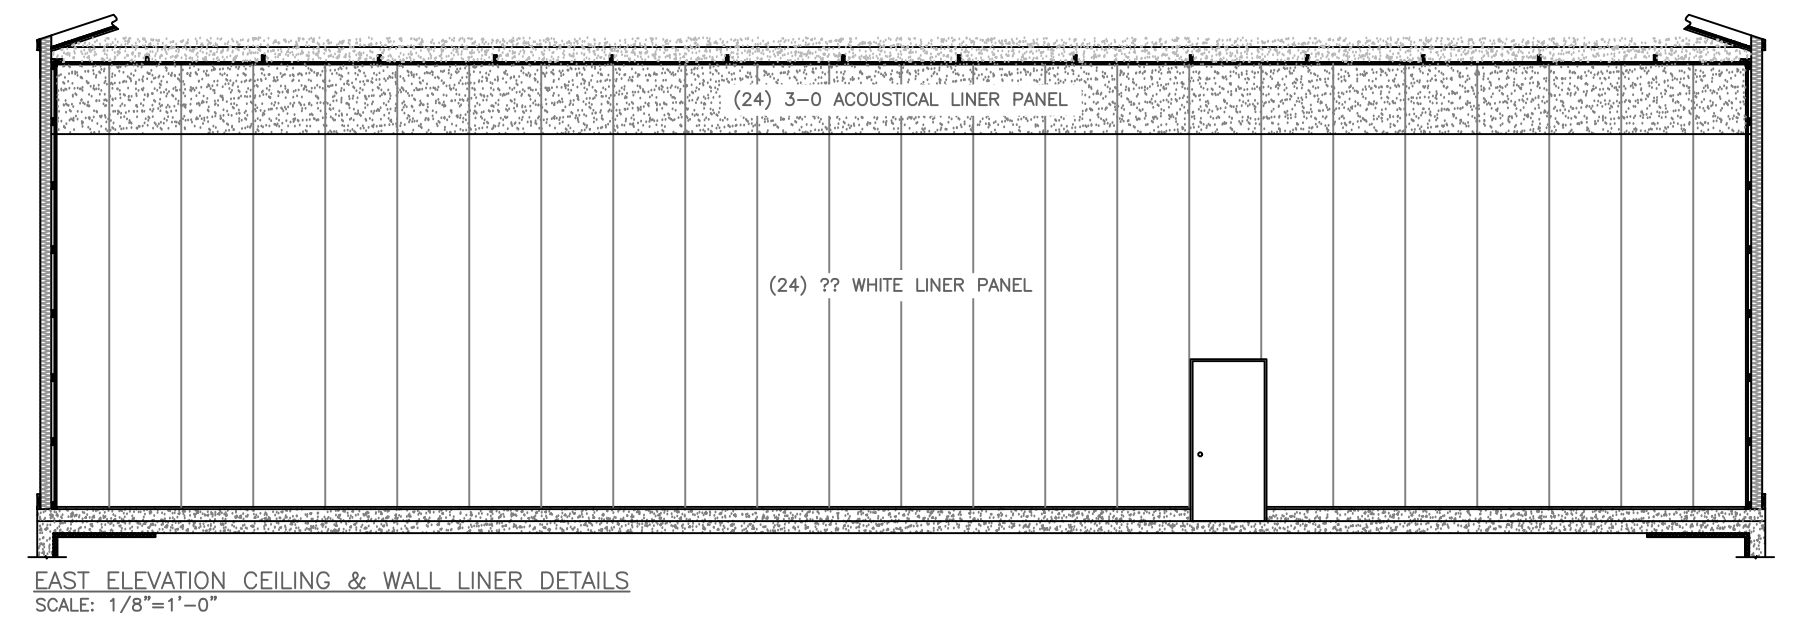 (24) 3-0 ACOUSTICAL LINER PANEL
(24) ?? WHITE LINER PANEL
EAST ELEVATION CEILING & WALL LINER DETAILS
SCALE: 1/8"=1'-0"